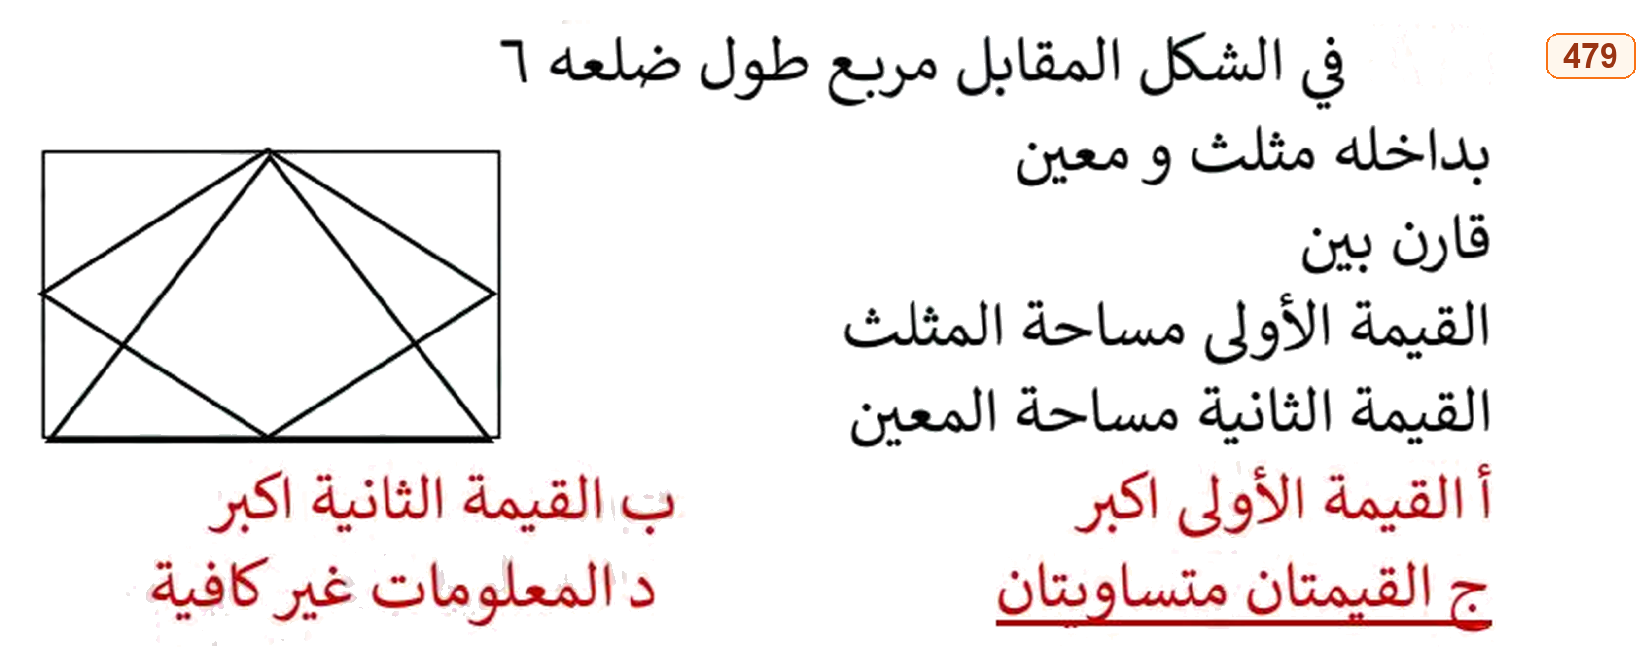 479
في الشكل المقابل مربع طول ضلعه ٦
بداخله مثلث و معين
قارن بين
القيمة الأولى مساحة المثلث
القيمة الثانية مساحة المعين
أ القيمة الأولى اكبر
ب القيمة الثانية اكبر
ج القيمتان متساويتان
د المعلومات غير كافية